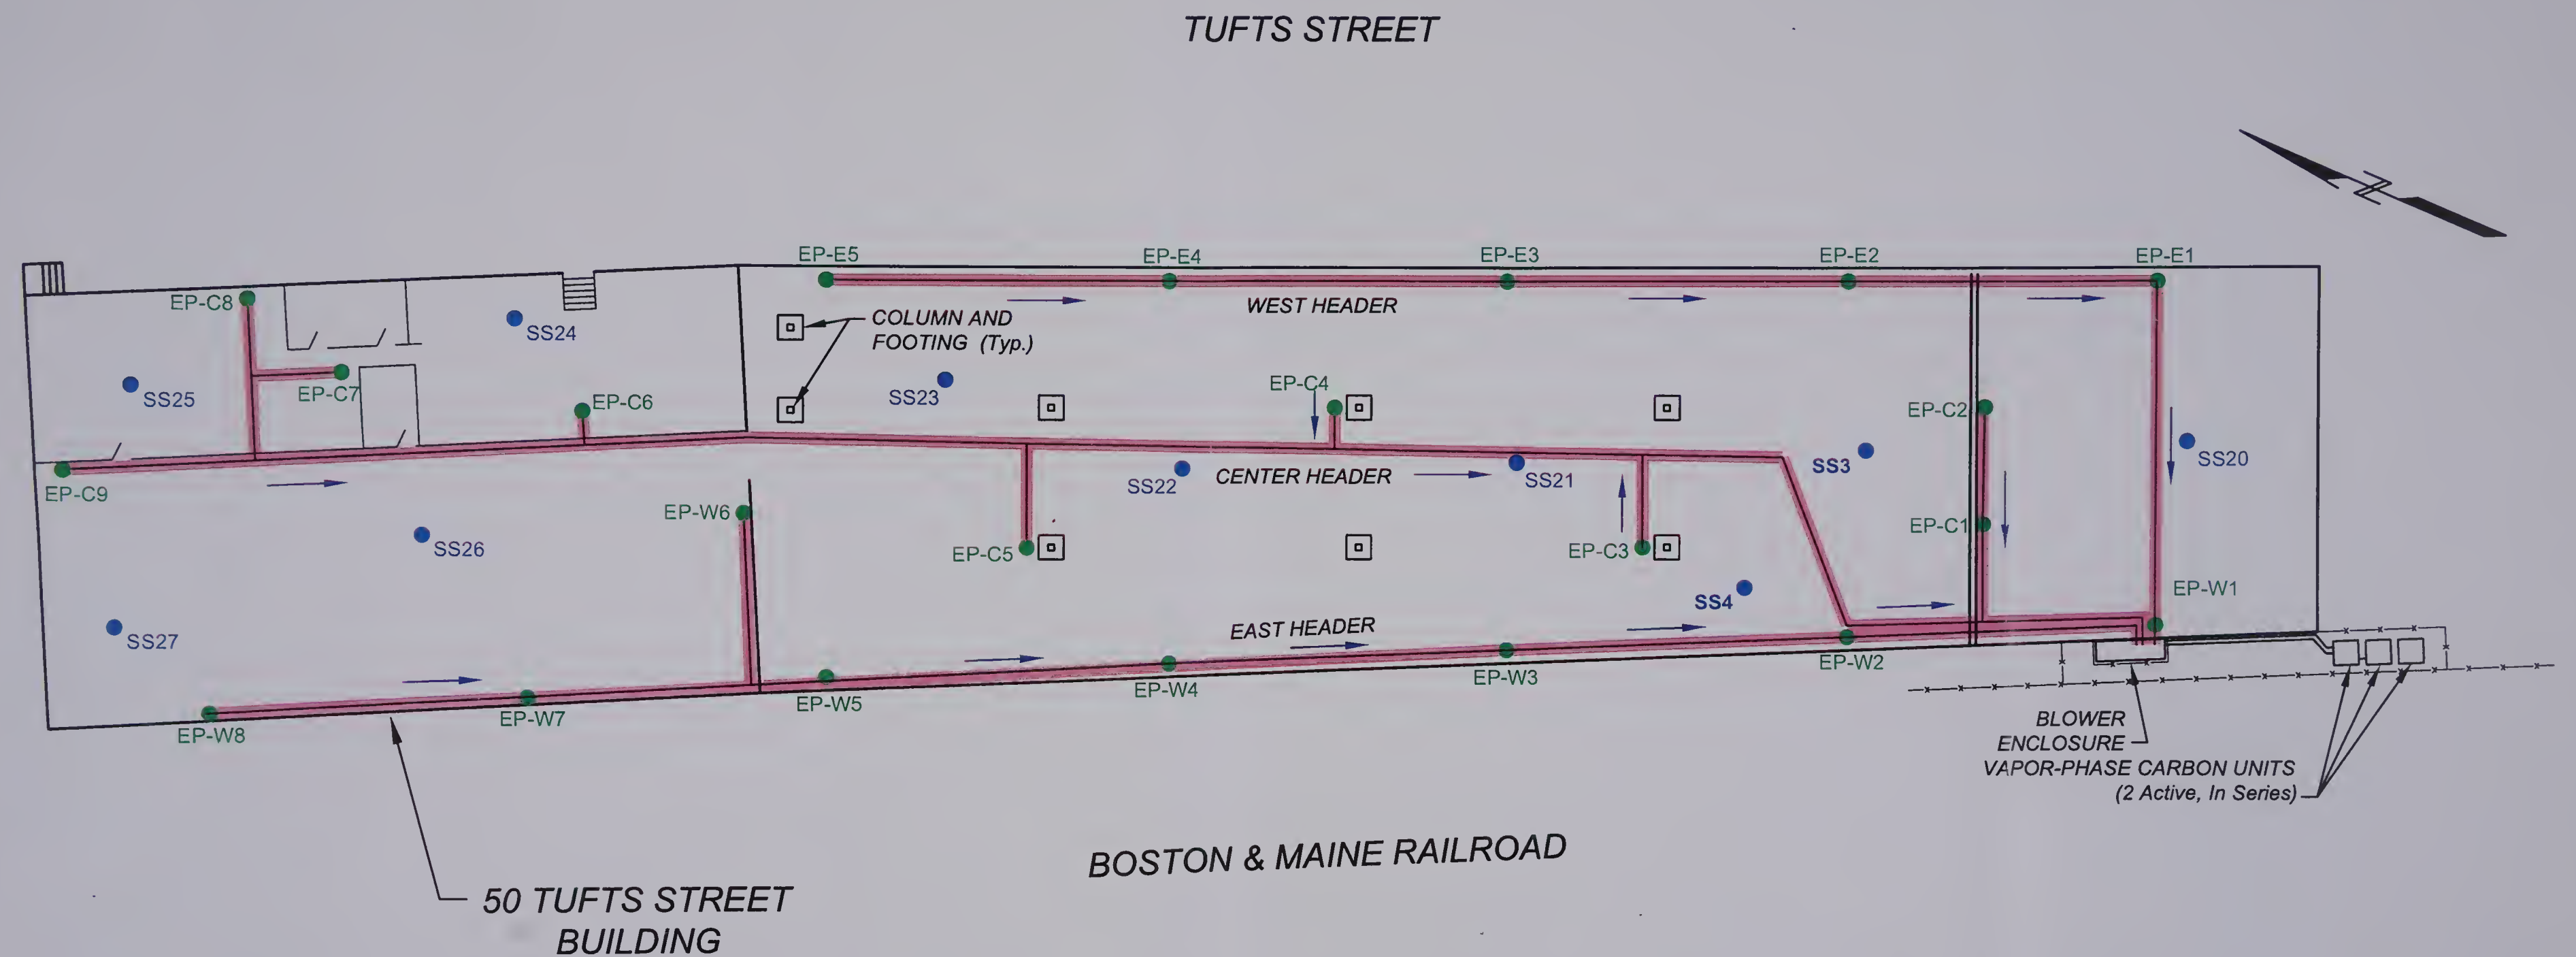 TUFTS STREET
EP-E5
EP-E4
EP-E3
EP-E2
EP-E1
WEST HEADER
EP-C8
COLUMN AND
FOOTING (Typ.)
SS24
EP-C7
SS25
SS23
EP-C4
EP-C6
EP-C2
SS3
SS20
CENTER HEADER
SS22
SS21
EP-C9
EP-W6
EP-C1
SS26
EP-C5
EP-C3
EP-W1
SS4
SS27
EAST HEADER
EP-W8
EP-W7
EP-W5
EP-W4
EP-W3
EP-W2
BLOWER
ENCLOSURE
VAPOR-PHASE CARBON UNITS
(2 Active, In Series)
BOSTON & MAINE RAILROAD
50 TUFTS STREET
BUILDING
N